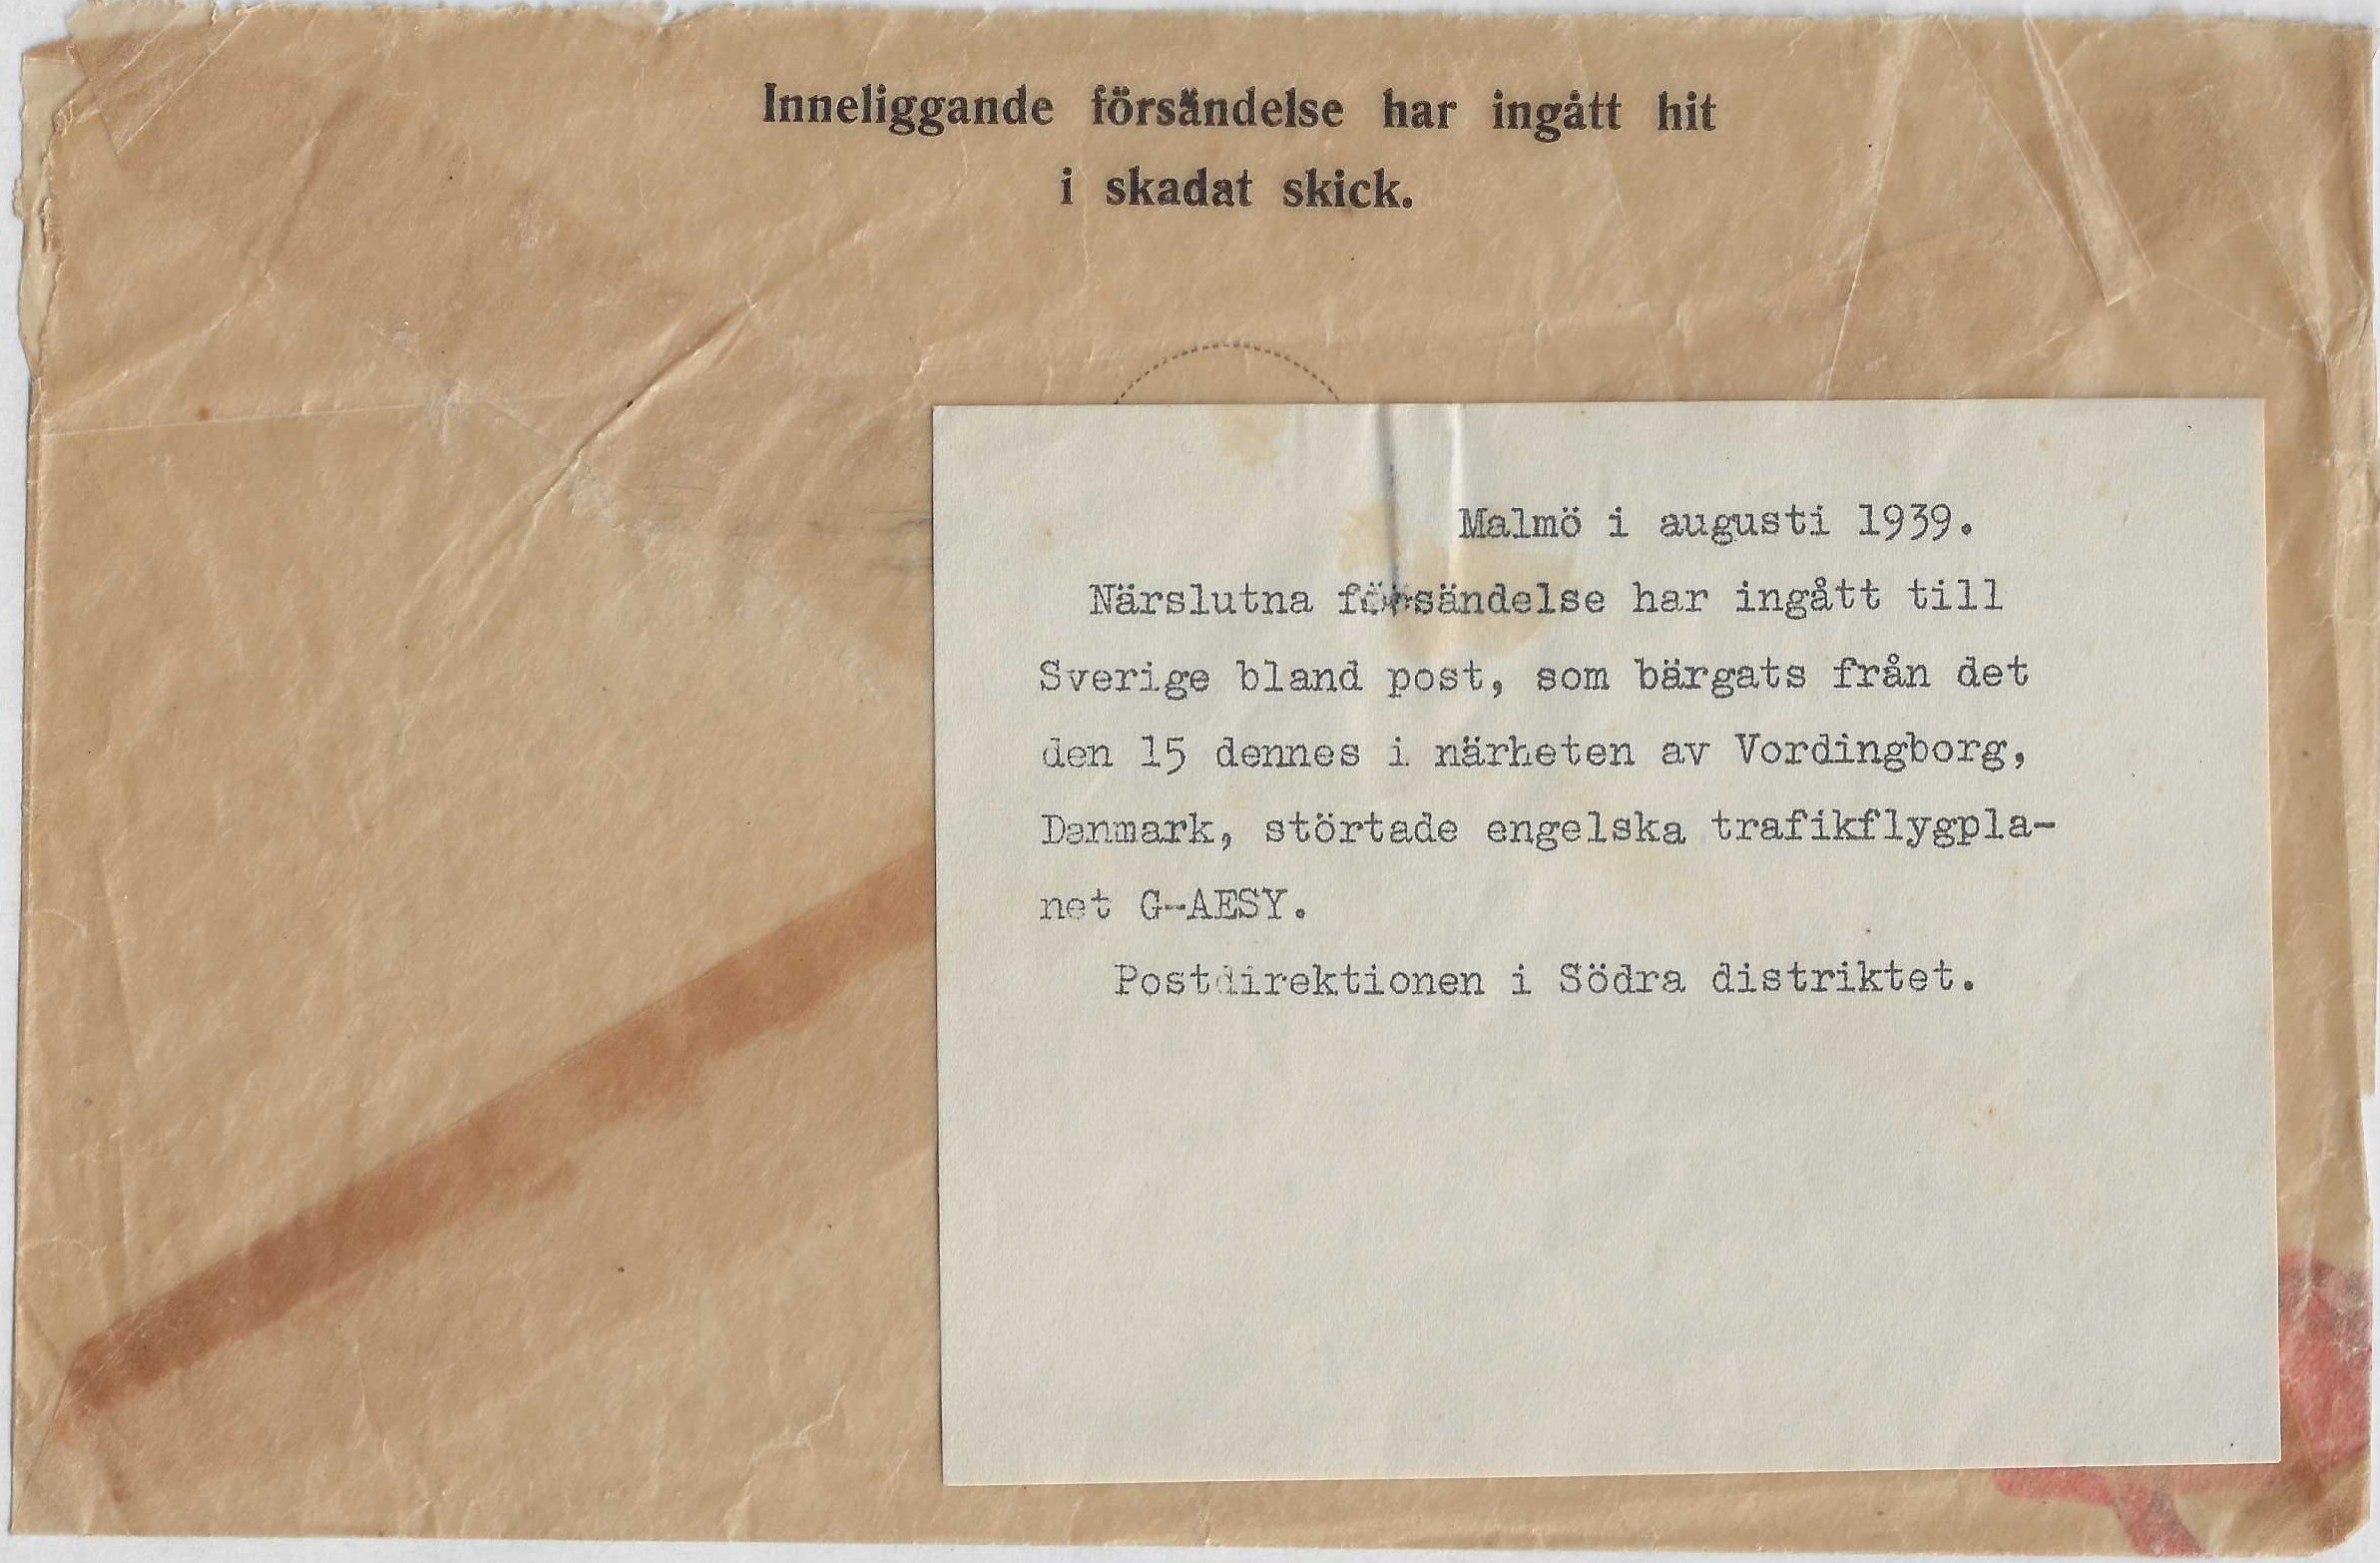 Inneliggande försändelse har ingått hit
i skadat skick.
Malmö i augusti 1939.
Närslutna försändelse har ingått till
Sverige bland post, som bärgats från det
den 15 dennes i närheten av Vordingborg,
Danmark, störtade engelska trafikflygpla-
net G-AESY.
Postdirektionen i Södra distriktet.